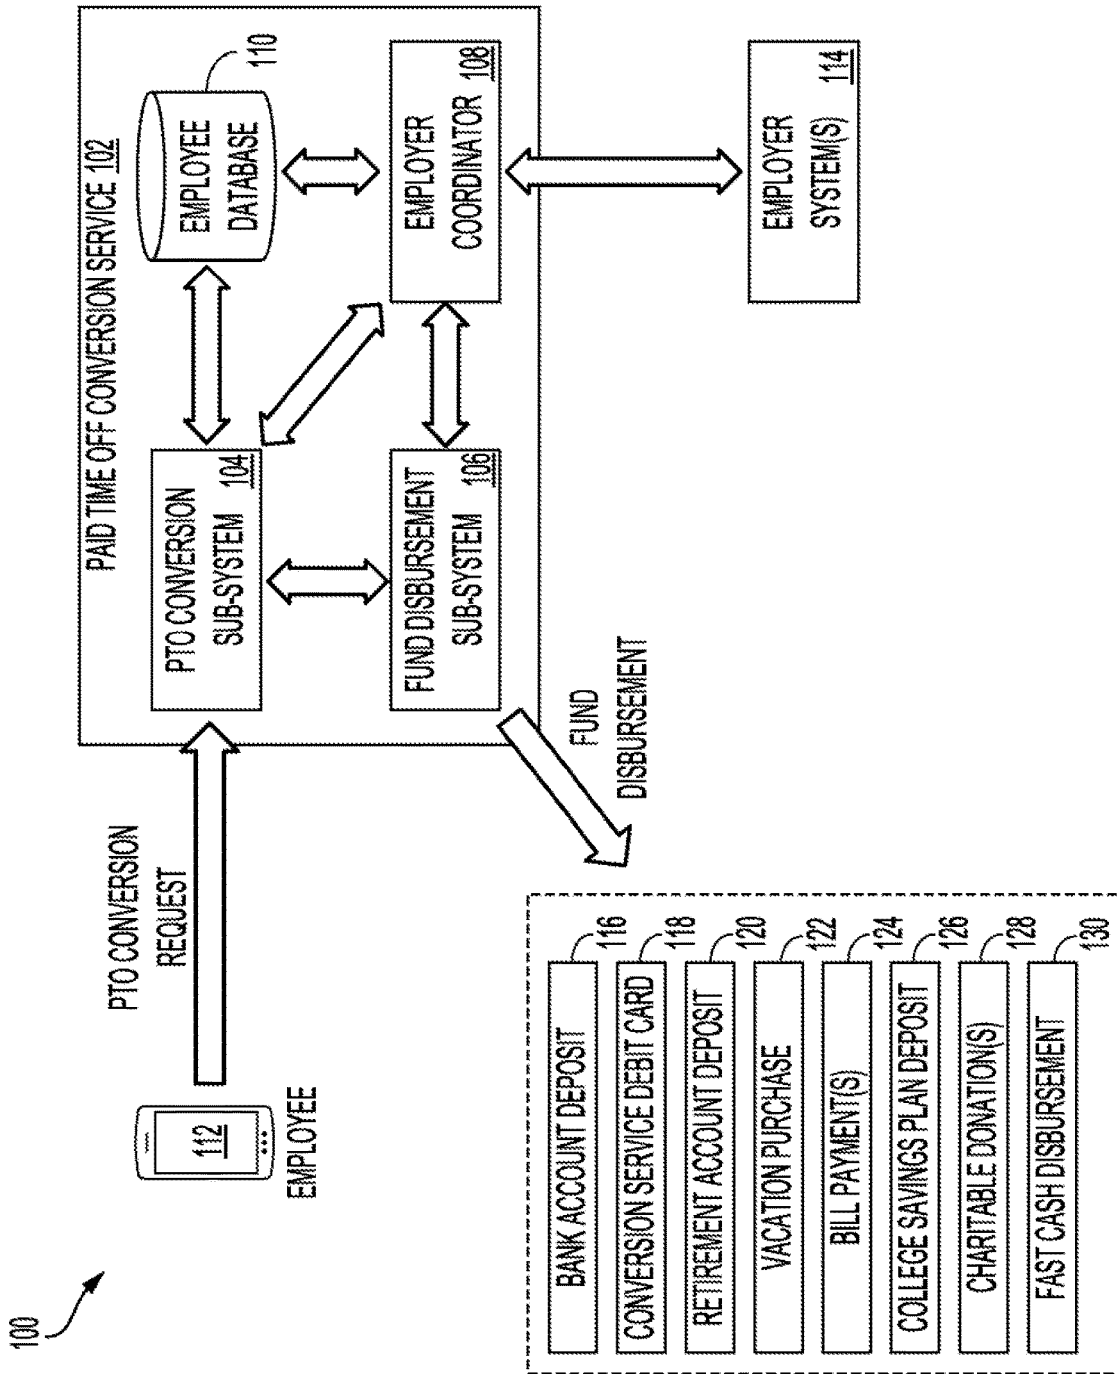 100
PTO CONVERSION
REQUEST
112
EMPLOYEE
PAID TIME OFF CONVERSION SERVICE 102
PTO CONVERSION
SUB-SYSTEM 104
EMPLOYEE
DATABASE
110
FUND DISBURSEMENT
SUB-SYSTEM 106
EMPLOYER
COORDINATOR 108
FUND
DISBURSEMENT
EMPLOYER
SYSTEM(S) 114
BANK ACCOUNT DEPOSIT 116
CONVERSION SERVICE DEBIT CARD 118
RETIREMENT ACCOUNT DEPOSIT 120
VACATION PURCHASE 122
BILL PAYMENT(S) 124
COLLEGE SAVINGS PLAN DEPOSIT 126
CHARITABLE DONATION(S) 128
FAST CASH DISBURSEMENT 130